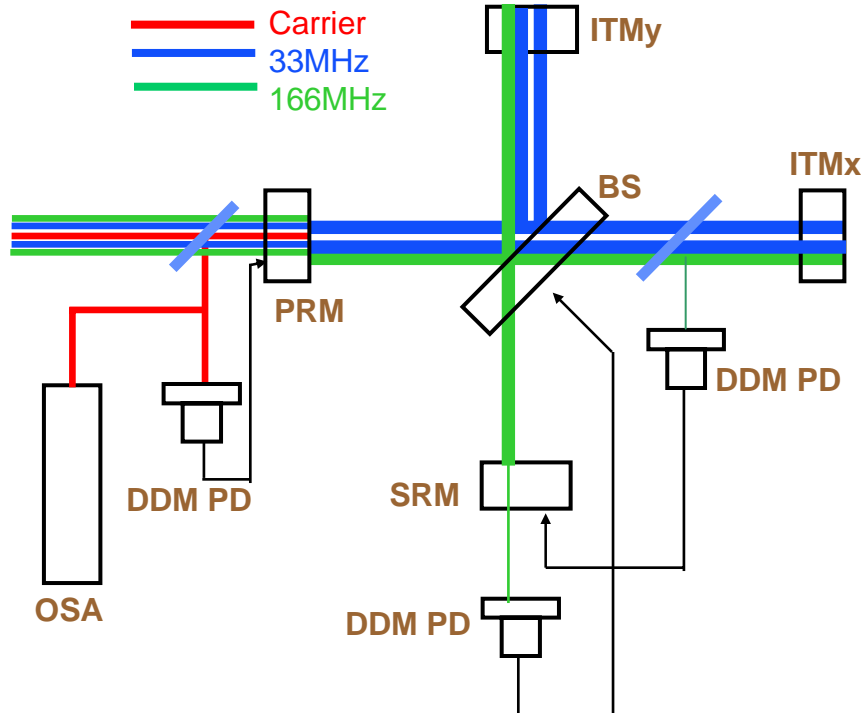 Carrier
33MHz
166MHz
ITMy
ITMx
BS
PRM
DDM PD
DDM PD
SRM
OSA
DDM PD